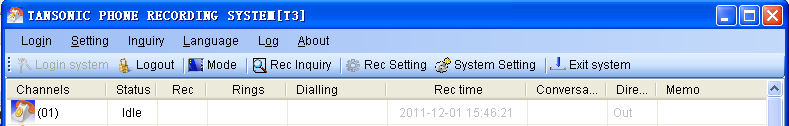 TANSONIC PHONE RECORDING SYSTEM[T3]
Login Setting Inquiry Language Log About
Login system Logout Mode Rec Inquiry Rec Setting System Setting Exit system
Channels Status Rec Rings Dialling Rec time Conversa... Dire... Memo
(01) Idle 2011-12-01 15:46:21 Out